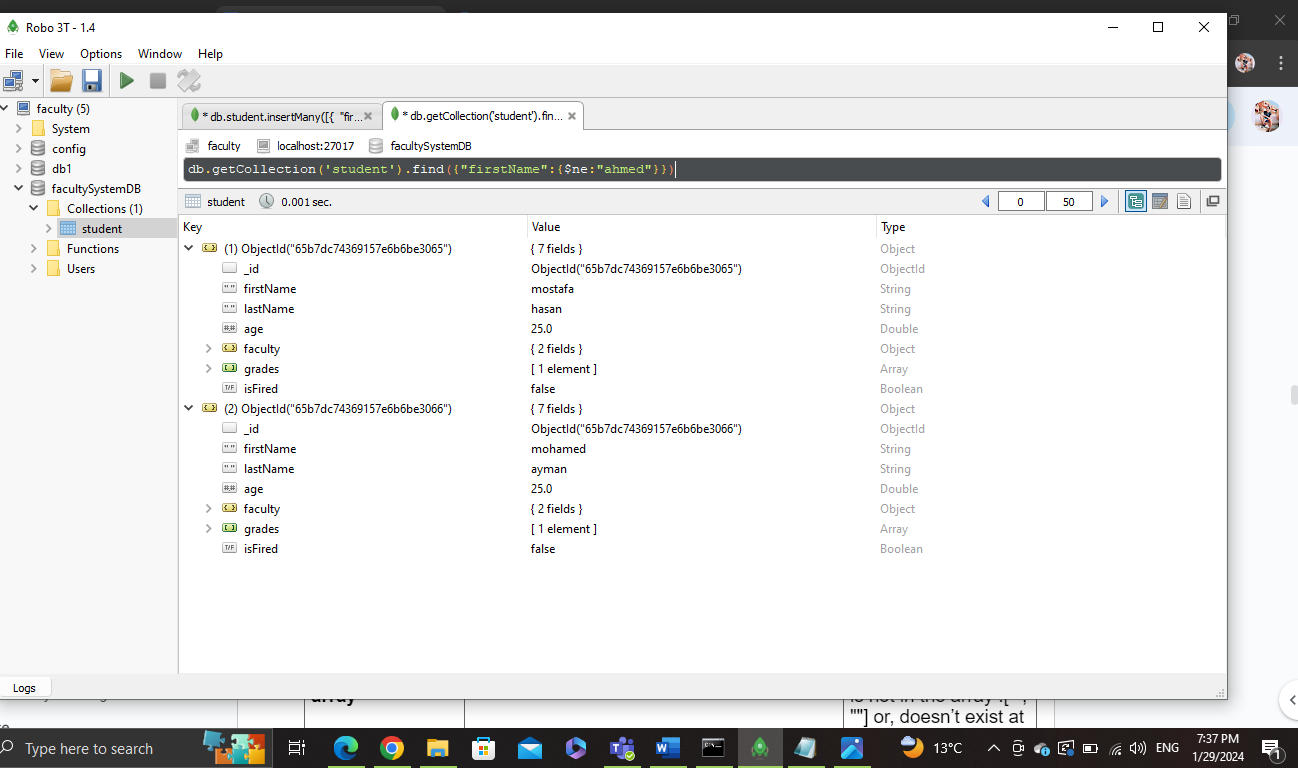 Robo 3T - 1.4
File View Options Window Help
faculty (5)
System
config
db1
facultySystemDB
Collections (1)
student
Functions
Users
* db.student.insertMany([{ "fir...
* db.getCollection('student').fin...
faculty localhost:27017 facultySystemDB
db.getCollection('student').find({"firstName":{$ne:"ahmed"}})
student 0.001 sec. 0 50
Key Value Type
(1) ObjectId("65b7dc74369157e6b6be3065") { 7 fields } Object
_id ObjectId("65b7dc74369157e6b6be3065") ObjectId
firstName mostafa String
lastName hasan String
age 25.0 Double
faculty { 2 fields } Object
grades [ 1 element ] Array
isFired false Boolean
(2) ObjectId("65b7dc74369157e6b6be3066") { 7 fields } Object
_id ObjectId("65b7dc74369157e6b6be3066") ObjectId
firstName mohamed String
lastName ayman String
age 25.0 Double
faculty { 2 fields } Object
grades [ 1 element ] Array
isFired false Boolean
Logs
array
is not in the array
""] or, doesn't exist at
Type here to search
13°C
ENG
7:37 PM
1/29/2024
1